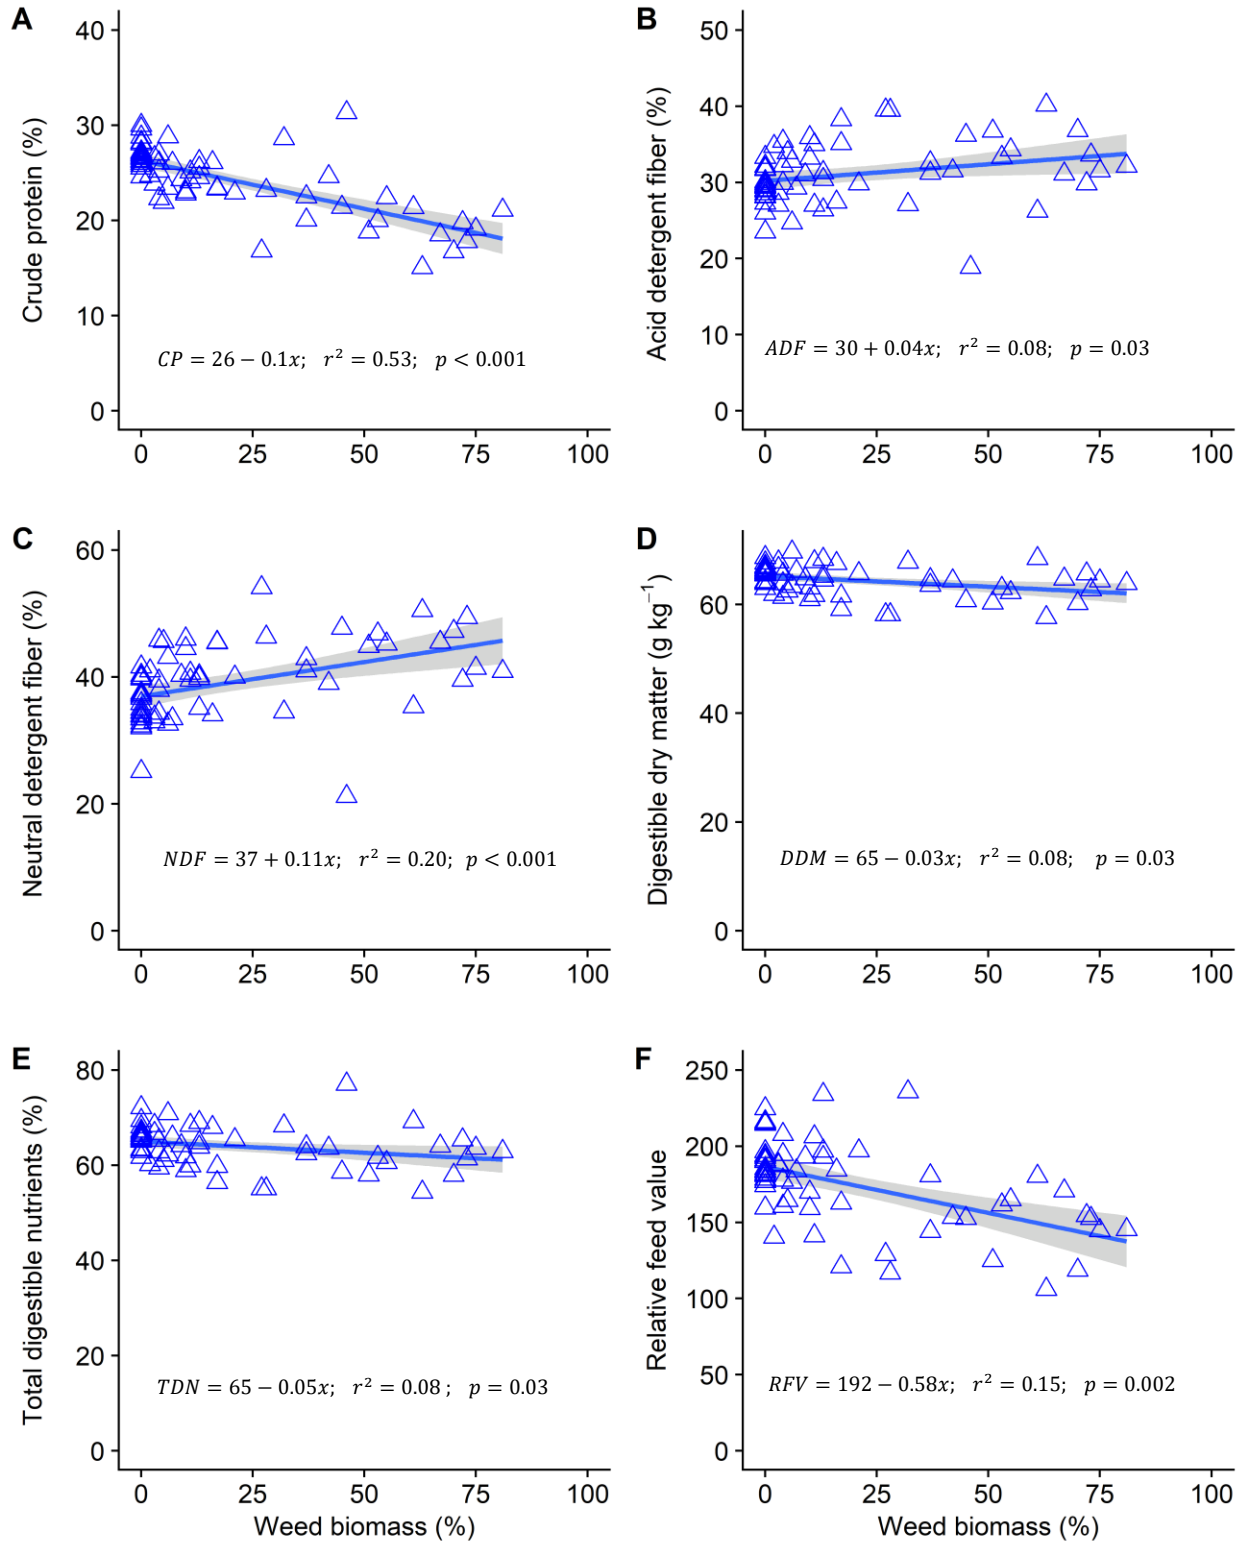 A
Crude protein (%)
40
30
20
10
0
CP = 26 − 0.1x; r² = 0.53; p < 0.001
0 25 50 75 100
B
Acid detergent fiber (%)
50
40
30
20
10
0
ADF = 30 + 0.04x; r² = 0.08; p = 0.03
0 25 50 75 100
C
Neutral detergent fiber (%)
60
40
20
0
NDF = 37 + 0.11x; r² = 0.20; p < 0.001
0 25 50 75 100
D
Digestible dry matter (g kg⁻¹)
60
40
20
0
DDM = 65 − 0.03x; r² = 0.08; p = 0.03
0 25 50 75 100
E
Total digestible nutrients (%)
80
60
40
20
0
TDN = 65 − 0.05x; r² = 0.08 ; p = 0.03
0 25 50 75 100
Weed biomass (%)
F
Relative feed value
250
200
150
100
50
0
RFV = 192 − 0.58x; r² = 0.15; p = 0.002
0 25 50 75 100
Weed biomass (%)